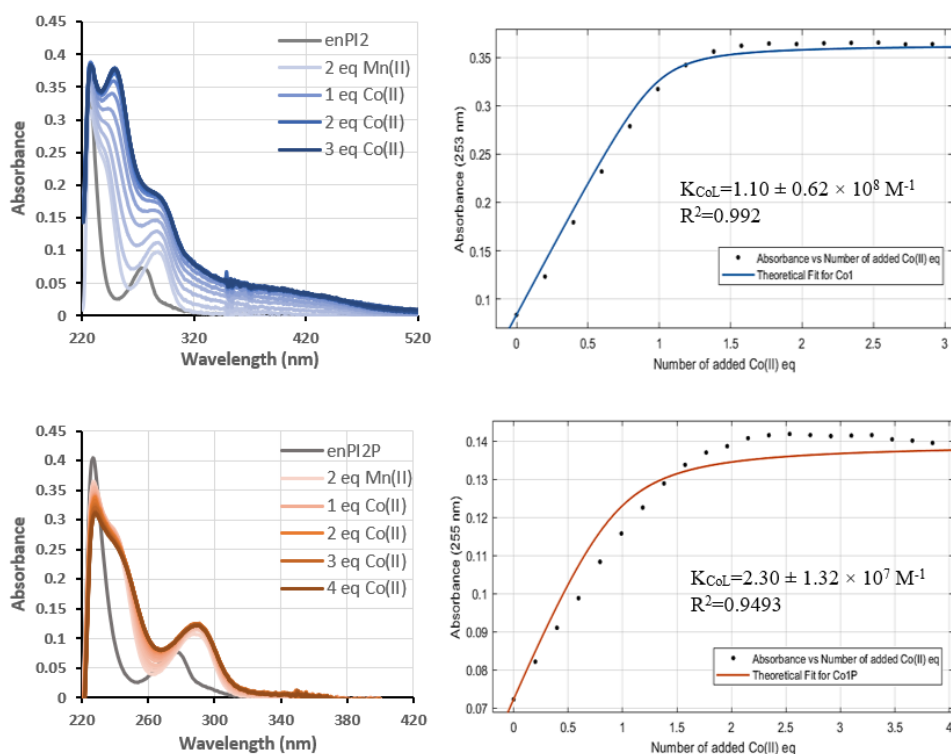 0.45
0.4
0.35
0.3
0.25
0.2
0.15
0.1
0.05
0
Absorbance
220
320
420
520
Wavelength (nm)
enPI2
2 eq Mn(II)
1 eq Co(II)
2 eq Co(II)
3 eq Co(II)
0.35
0.3
0.25
0.2
0.15
0.1
Absorbance (253 nm)
0
0.5
1
1.5
2
2.5
3
Number of added Co(II) eq
K_CoL=1.10 ± 0.62 × 10⁸ M⁻¹
R²=0.992
Absorbance vs Number of added Co(II) eq
Theoretical Fit for Co1
0.45
0.4
0.35
0.3
0.25
0.2
0.15
0.1
0.05
0
Absorbance
220
260
300
340
380
420
Wavelength (nm)
enPI2P
2 eq Mn(II)
1 eq Co(II)
2 eq Co(II)
3 eq Co(II)
4 eq Co(II)
0.14
0.13
0.12
0.11
0.1
0.09
0.08
0.07
Absorbance (255 nm)
0
0.5
1
1.5
2
2.5
3
3.5
4
Number of added Co(II) eq
K_CoL=2.30 ± 1.32 × 10⁷ M⁻¹
R²=0.9493
Absorbance vs Number of added Co(II) eq
Theoretical Fit for Co1P